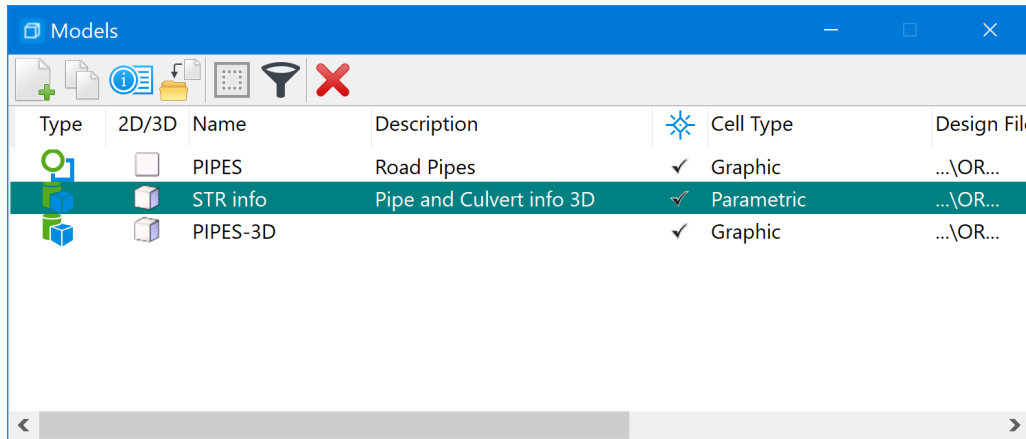 Models
Type 2D/3D Name Description Cell Type Design Fil
PIPES Road Pipes Graphic ...\OR...
STR info Pipe and Culvert info 3D Parametric ...\OR...
PIPES-3D Graphic ...\OR...